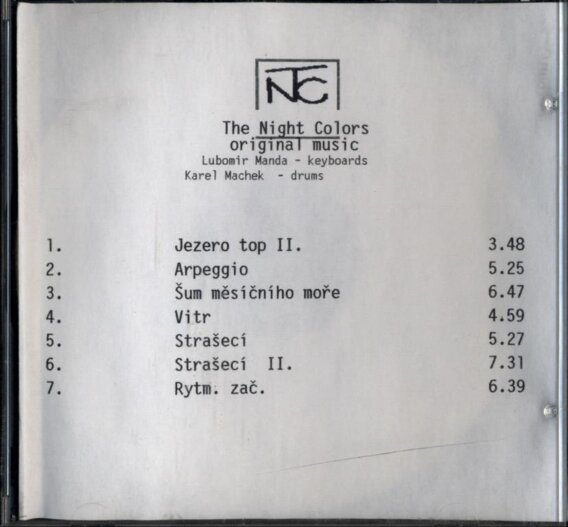 NTC
The Night Colors
original music
Lubomir Manda - keyboards
Karel Machek - drums
1. Jezero top II. 3.48
2. Arpeggio 5.25
3. Šum měsíčního moře 6.47
4. Vitr 4.59
5. Strašecí 5.27
6. Strašecí II. 7.31
7. Rytm. zač. 6.39